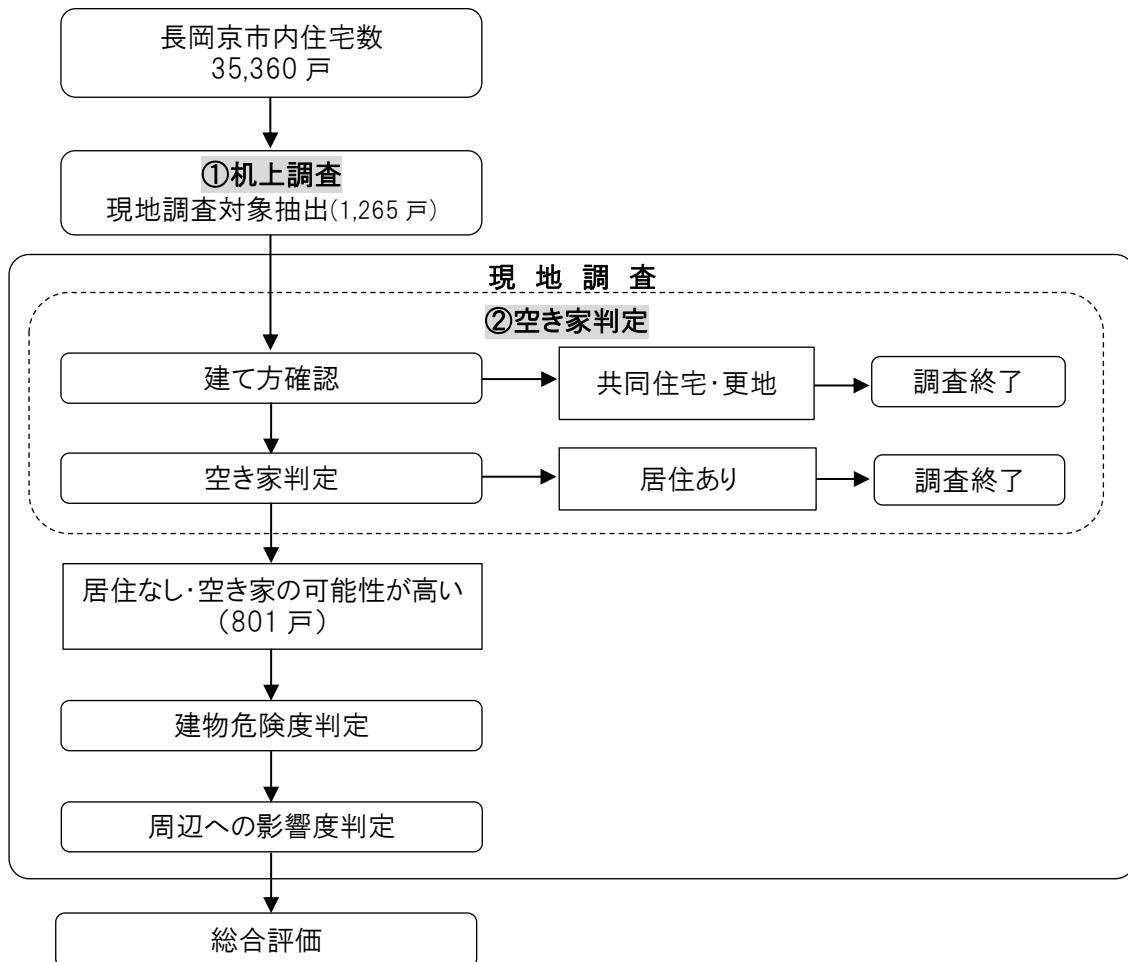 長岡京市内住宅数
35,360 戸
①机上調査
現地調査対象抽出(1,265 戸)
現 地 調 査
②空き家判定
建て方確認
共同住宅・更地
調査終了
空き家判定
居住あり
調査終了
居住なし・空き家の可能性が高い
（801 戸）
建物危険度判定
周辺への影響度判定
総合評価